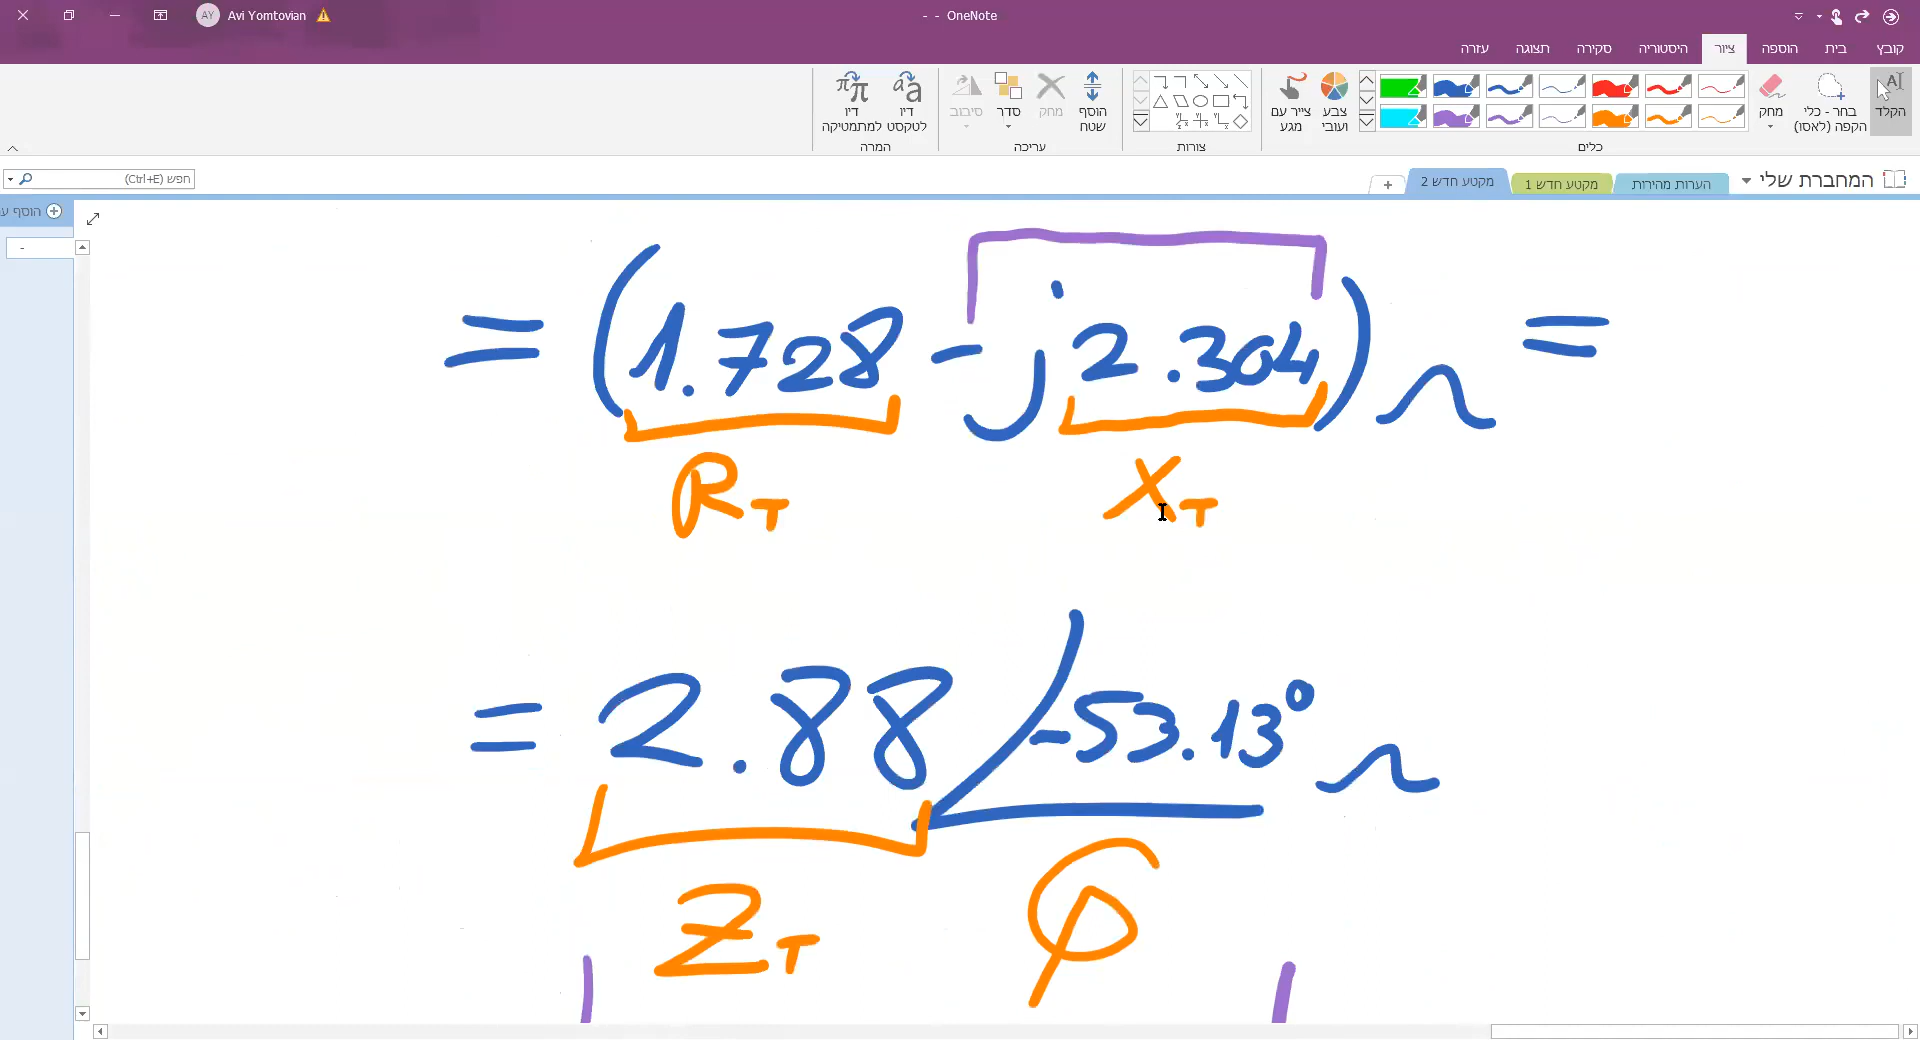 Avi Yomtovian
- - OneNote
קובץ בית הוספה ציור היסטוריה סקירה תצוגה עזרה
הקלד
בחר - כלי הקפה (לאסו)
מחק
צייר עם מגע
צבע ועובי
הוסף שטח
מחק
סדר
סיבוב
דיו לטקסט
דיו למתמטיקה
כלים
צורות
עריכה
המרה
המחברת שלי
הערות מהירות
מקטע חדש 1
מקטע חדש 2
+
חפש (Ctrl+E)
-
= (1.728 - j2.304) Ω =
R_T X_T
= 2.88 ∠-53.13° Ω
Z_T φ